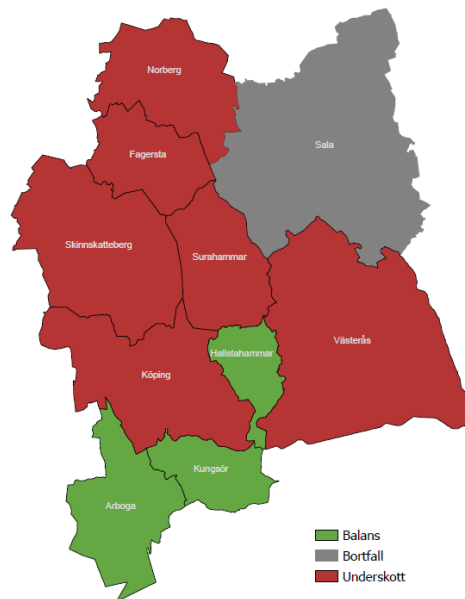 Norberg
Sala
Fagersta
Skinnskatteberg
Surahammar
Västerås
Hallstahammar
Köping
Kungsör
Arboga
Balans
Bortfall
Underskott